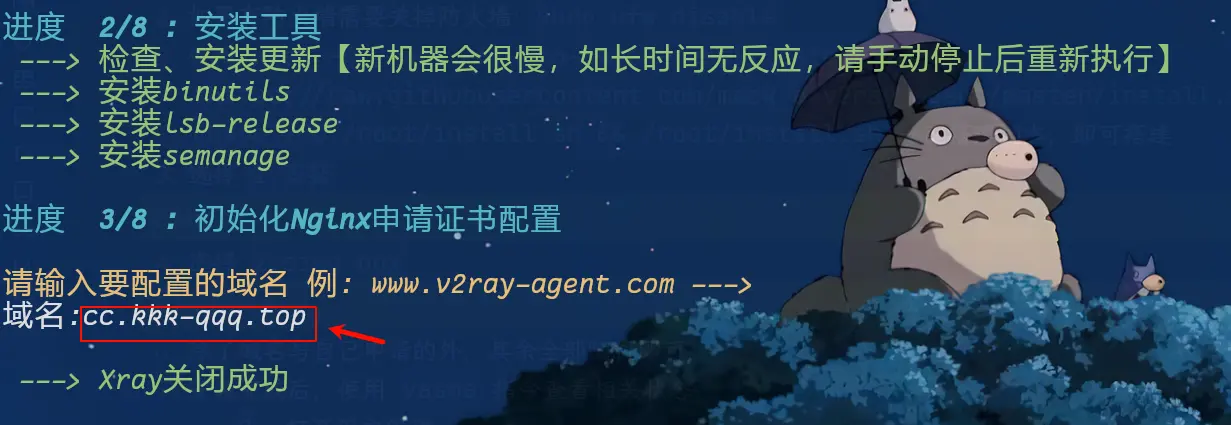 进度 2/8 : 安装工具
---> 检查、安装更新【新机器会很慢，如长时间无反应，请手动停止后重新执行】
---> 安装binutils
---> 安装lsb-release
---> 安装semanage
进度 3/8 : 初始化Nginx申请证书配置
请输入要配置的域名 例: www.v2ray-agent.com --->
域名:cc.kkk-qqq.top
---> Xray关闭成功